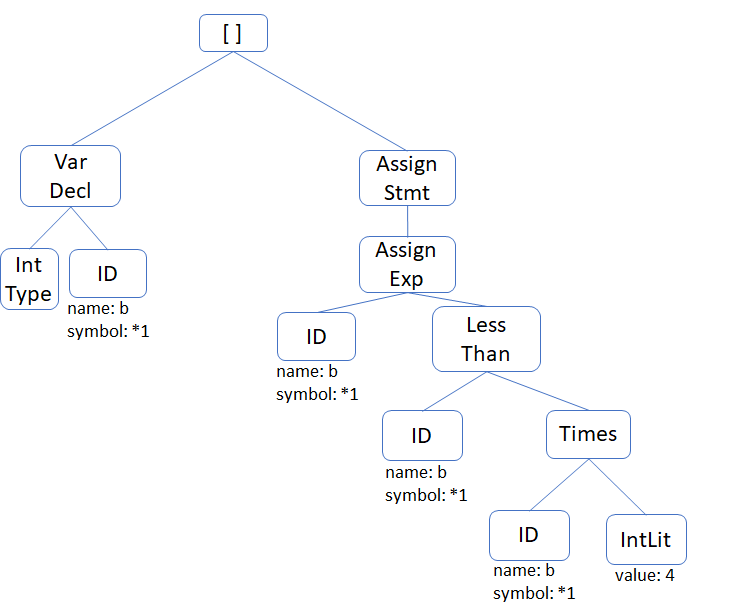 [ ]
Var
Decl
Assign
Stmt
Int
Type
ID
name: b
symbol: *1
Assign
Exp
ID
name: b
symbol: *1
Less
Than
ID
name: b
symbol: *1
Times
ID
name: b
symbol: *1
IntLit
value: 4